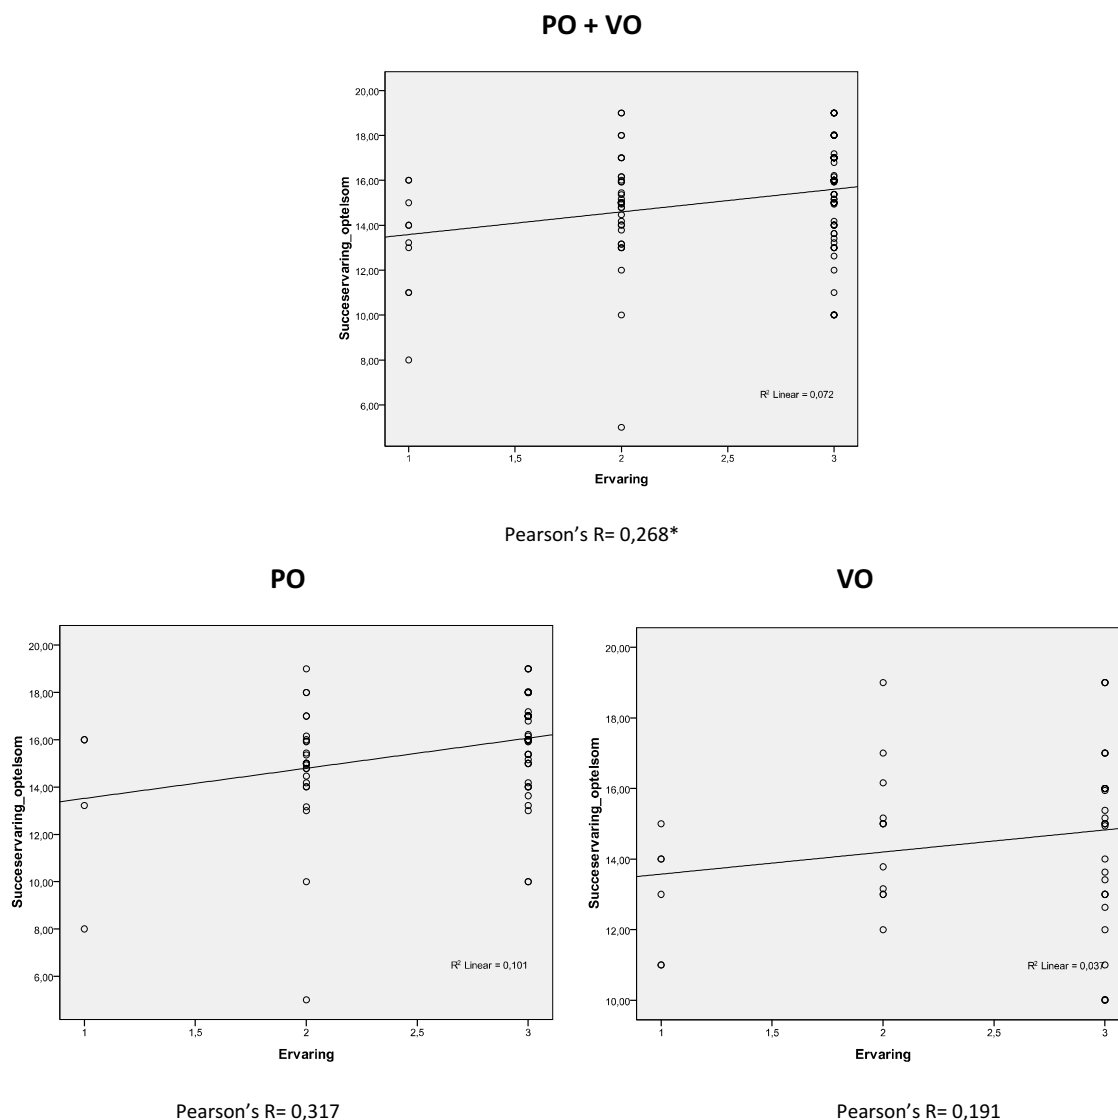 PO + VO
20,00
18,00
16,00
14,00
12,00
10,00
8,00
6,00
Succeservaring_optelsom
R² Linear = 0,072
1
1,5
2
2,5
3
Ervaring
Pearson's R= 0,268*
PO
20,00
18,00
16,00
14,00
12,00
10,00
8,00
6,00
Succeservaring_optelsom
R² Linear = 0,101
1
1,5
2
2,5
3
Ervaring
Pearson's R= 0,317
VO
20,00
18,00
16,00
14,00
12,00
10,00
Succeservaring_optelsom
R² Linear = 0,037
1
1,5
2
2,5
3
Ervaring
Pearson's R= 0,191